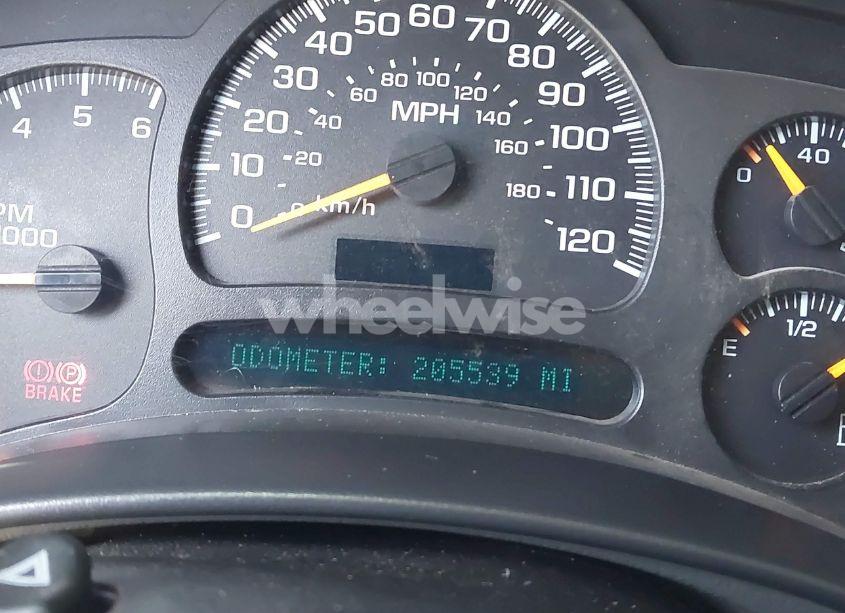 40 50 60 70 80
30 60 80 100 120 90
4 5 6
20 40 MPH 140 100
10 20 160
0 0 km/h 180 110
120
PM
1000
0 40
wheelwise
ODOMETER: 205539 MI
E 1/2
BRAKE